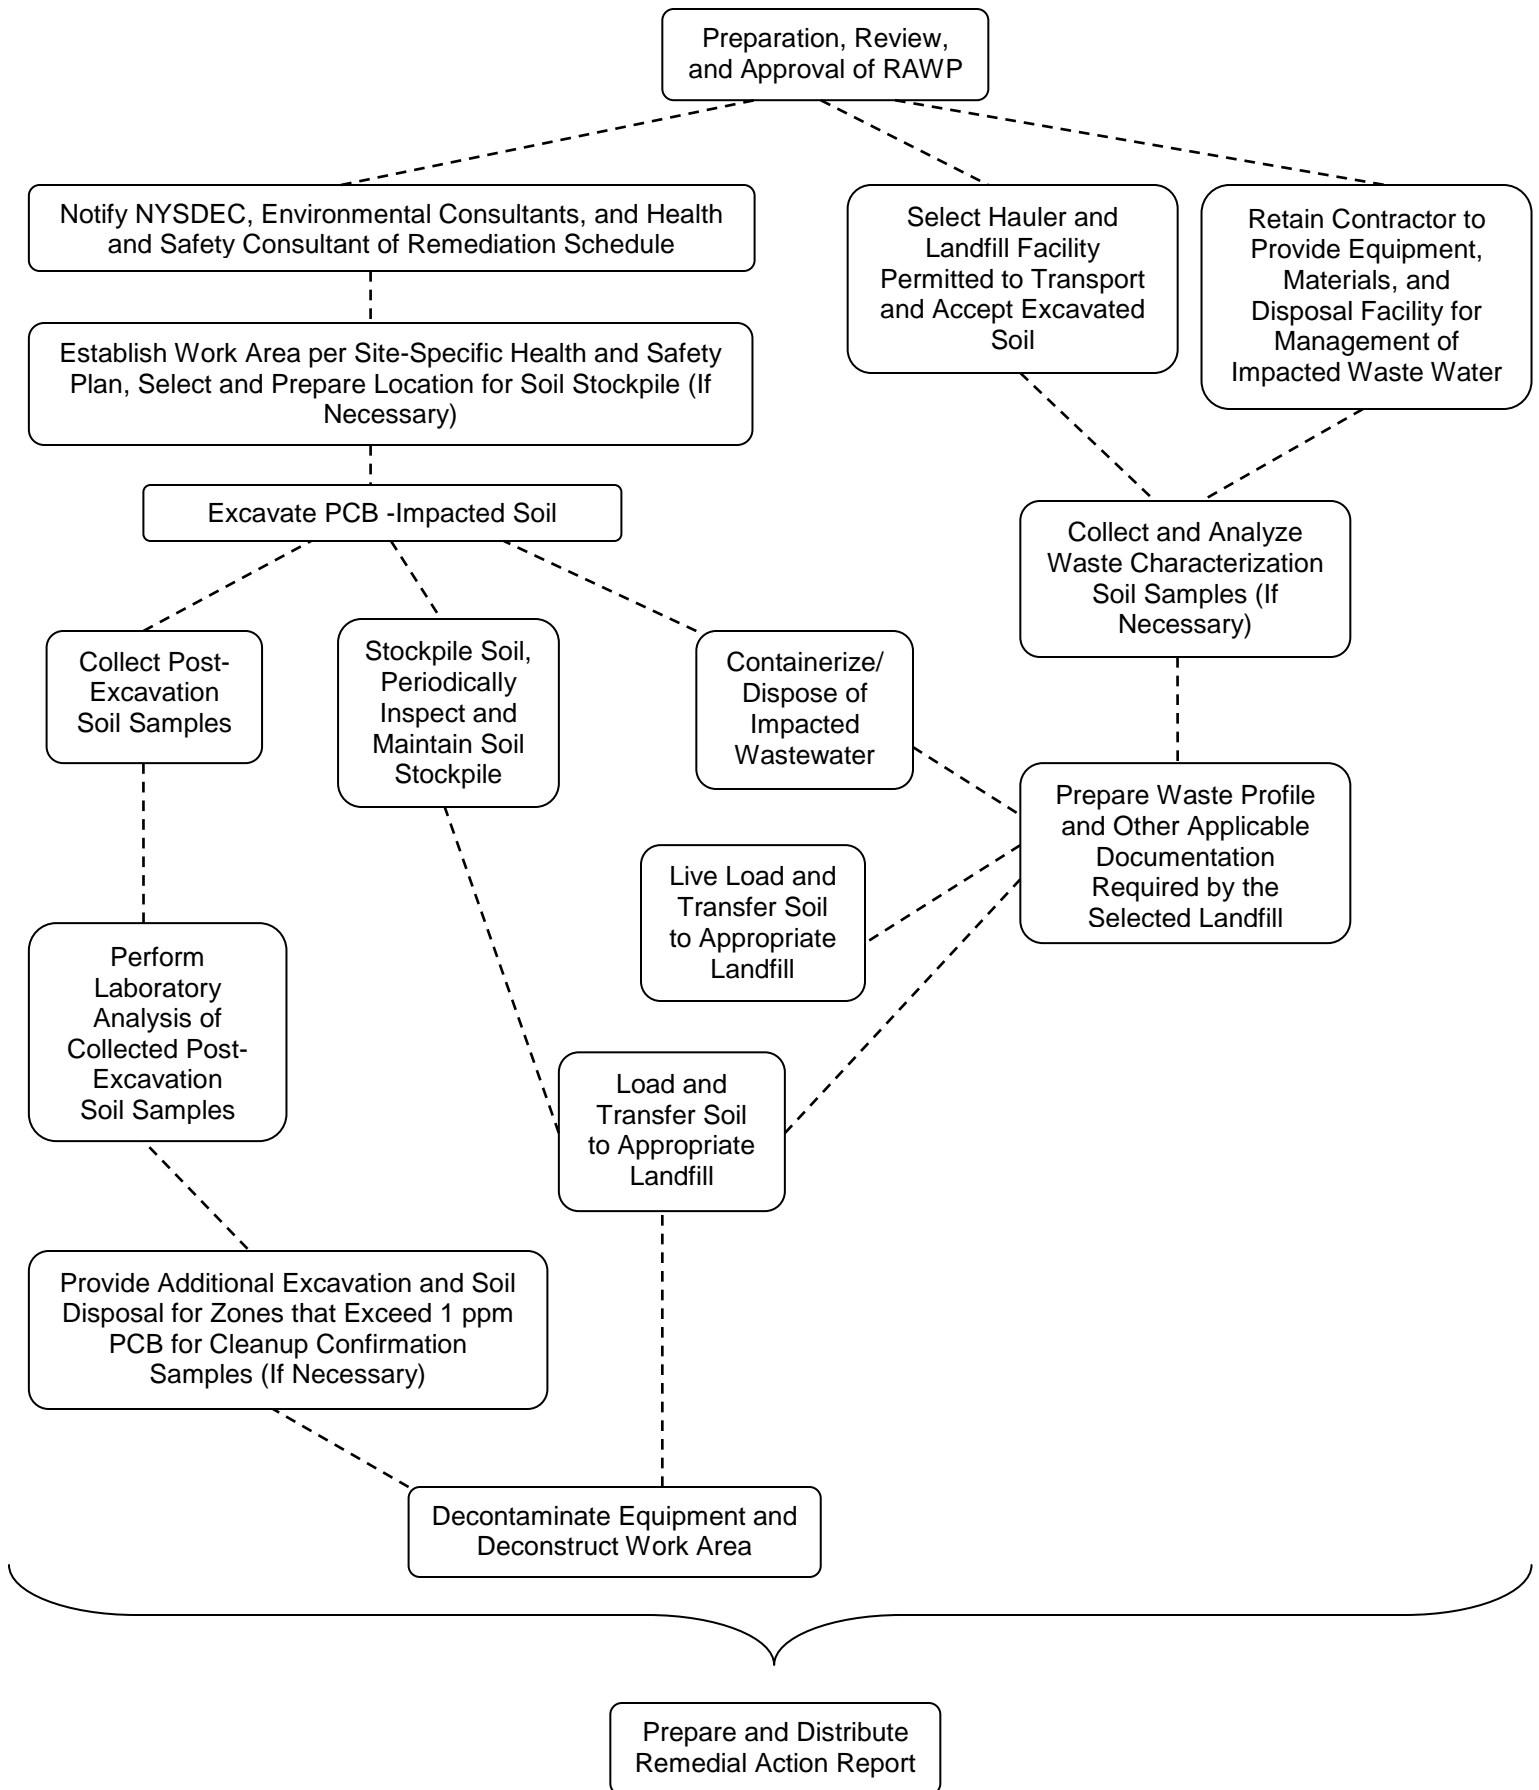 Preparation, Review,
and Approval of RAWP
Notify NYSDEC, Environmental Consultants, and Health
and Safety Consultant of Remediation Schedule
Select Hauler and
Landfill Facility
Permitted to Transport
and Accept Excavated
Soil
Retain Contractor to
Provide Equipment,
Materials, and
Disposal Facility for
Management of
Impacted Waste Water
Establish Work Area per Site-Specific Health and Safety
Plan, Select and Prepare Location for Soil Stockpile (If
Necessary)
Excavate PCB -Impacted Soil
Collect and Analyze
Waste Characterization
Soil Samples (If
Necessary)
Collect Post-
Excavation
Soil Samples
Stockpile Soil,
Periodically
Inspect and
Maintain Soil
Stockpile
Containerize/
Dispose of
Impacted
Wastewater
Prepare Waste Profile
and Other Applicable
Documentation
Required by the
Selected Landfill
Live Load and
Transfer Soil
to Appropriate
Landfill
Perform
Laboratory
Analysis of
Collected Post-
Excavation
Soil Samples
Load and
Transfer Soil
to Appropriate
Landfill
Provide Additional Excavation and Soil
Disposal for Zones that Exceed 1 ppm
PCB for Cleanup Confirmation
Samples (If Necessary)
Decontaminate Equipment and
Deconstruct Work Area
Prepare and Distribute
Remedial Action Report